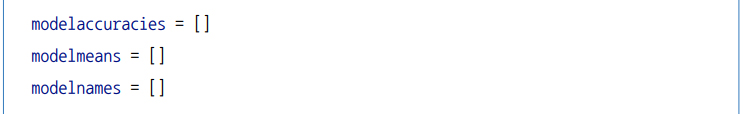 modelaccuracies = []
modelmeans = []
modelnames = []